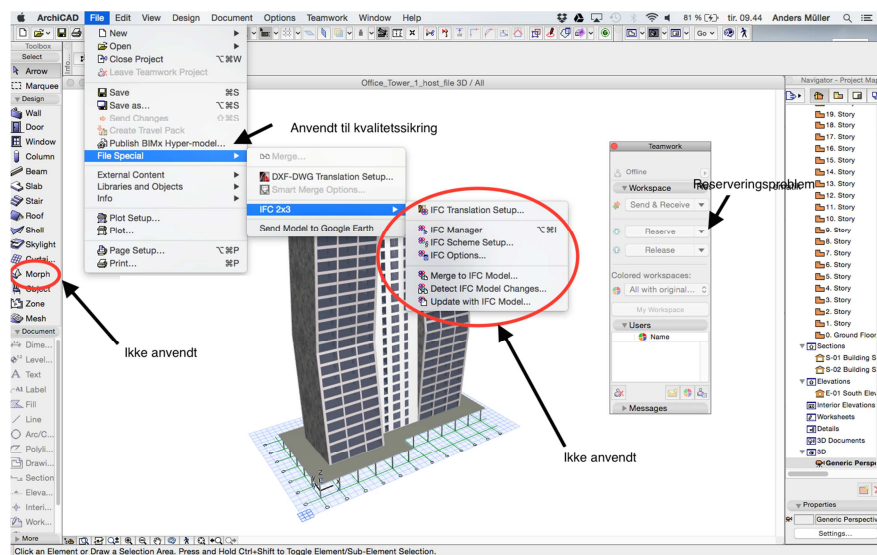 ArchiCAD File Edit View Design Document Options Teamwork Window Help 81 % tir. 09.44 Anders Müller
Toolbox
Select
Arrow
Marquee
Design
Wall
Door
Window
Column
Beam
Slab
Stair
Roof
Shell
Skylight
Curtai...
Morph
Object
Zone
Mesh
Document
Dime...
Level...
Text
A1 Label
Fill
Line
Arc/C...
Polyli...
Drawi...
Section
Eleva...
Interi...
Work...
More
Info...
New
Open
Close Project ⌥⌘W
Leave Teamwork Project
Save ⌘S
Save as... ⌥⌘S
Send Changes ⇧⌘S
Create Travel Pack
Publish BIMx Hyper-model...
File Special
External Content
Libraries and Objects
Info
Plot Setup...
Plot...
Page Setup... ⌥⌘P
Print... ⌘P
Merge...
DXF-DWG Translation Setup...
Smart Merge Options...
IFC 2x3
Send Model to Google Earth
IFC Translation Setup...
IFC Manager ⌥⌘I
IFC Scheme Setup...
IFC Options...
Merge to IFC Model...
Detect IFC Model Changes...
Update with IFC Model...
Go
Office_Tower_1_host_file 3D / All
Anvendt til kvalitetssikring
Ikke anvendt
Ikke anvendt
Z
Teamwork
Offline
Workspace
Reserveringsproblem
Send & Receive
Reserve
Release
Colored workspaces:
All with original...
My Workspace
Users
Name
Messages
Navigator - Project Map
19. Story
18. Story
17. Story
16. Story
15. Story
14. Story
13. Story
12. Story
11. Story
10. Story
9. Story
8. Story
7. Story
6. Story
5. Story
4. Story
3. Story
2. Story
1. Story
0. Ground Floor
Sections
S-01 Building S
S-02 Building S
Elevations
E-01 South Elev
Interior Elevations
Worksheets
Details
3D Documents
3D
Generic Perspe
Properties
Generic Perspectiv
Settings...
Click an Element or Draw a Selection Area. Press and Hold Ctrl+Shift to Toggle Element/Sub-Element Selection.